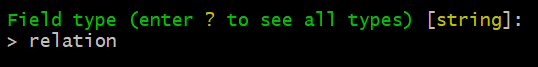 Field type (enter ? to see all types) [string]:
> relation